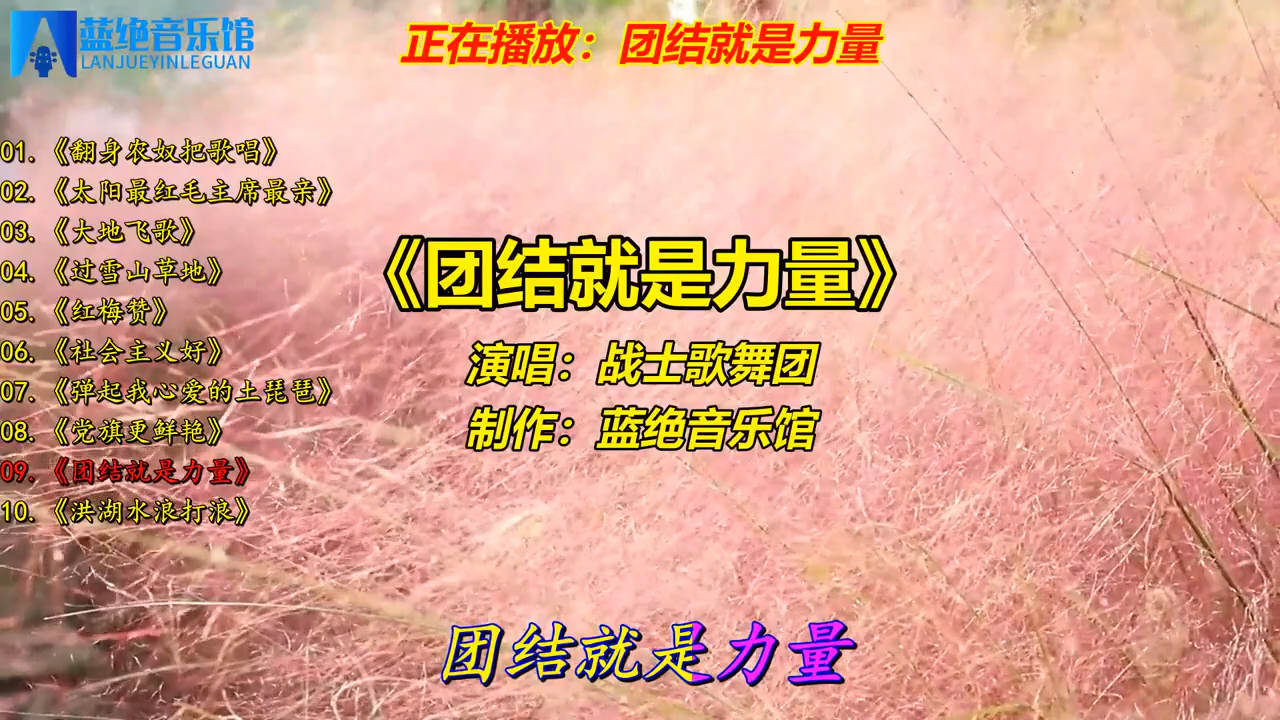 蓝绝音乐馆
LANJUEYINLEGUAN
正在播放：团结就是力量
01.《翻身农奴把歌唱》
02.《太阳最红毛主席最亲》
03.《大地飞歌》
04.《过雪山草地》
05.《红梅赞》
06.《社会主义好》
07.《弹起我心爱的土琵琶》
08.《党旗更鲜艳》
09.《团结就是力量》
10.《洪湖水浪打浪》
《团结就是力量》
演唱：战士歌舞团
制作：蓝绝音乐馆
团结就是力量